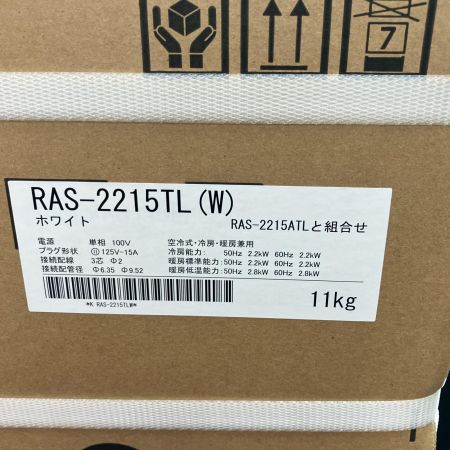 7
RAS-2215TL(W)
ホワイト RAS-2215ATLと組合せ
電源 単相 100V 空冷式・冷房・暖房兼用
プラグ形状 125V-15A 冷房能力: 50Hz 2.2kW 60Hz 2.2kW
接続配線 3芯 Φ2 暖房標準能力:50Hz 2.2kW 60Hz 2.2kW
接続配管径 Φ6.35 Φ9.52 暖房低温能力:50Hz 2.8kW 60Hz 2.8kW
*K RAS-2215TLW* 11kg